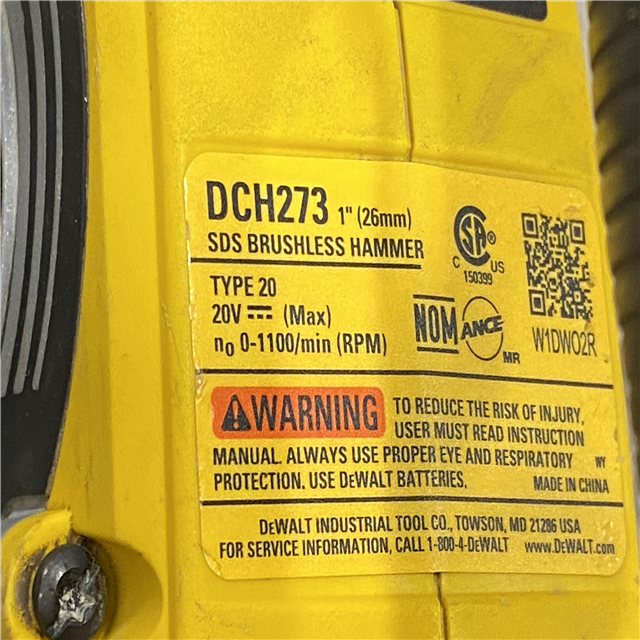 DCH273 1" (26mm)
SDS BRUSHLESS HAMMER
TYPE 20
20V ⎓ (Max)
n₀ 0-1100/min (RPM)
CSA®
C US
150399
NOM ANCE
MR
W1DWO2R
⚠WARNING TO REDUCE THE RISK OF INJURY,
USER MUST READ INSTRUCTION
MANUAL. ALWAYS USE PROPER EYE AND RESPIRATORY WY
PROTECTION. USE DEWALT BATTERIES. MADE IN CHINA
DEWALT INDUSTRIAL TOOL CO., TOWSON, MD 21286 USA
FOR SERVICE INFORMATION, CALL 1-800-4-DEWALT www.DEWALT.com